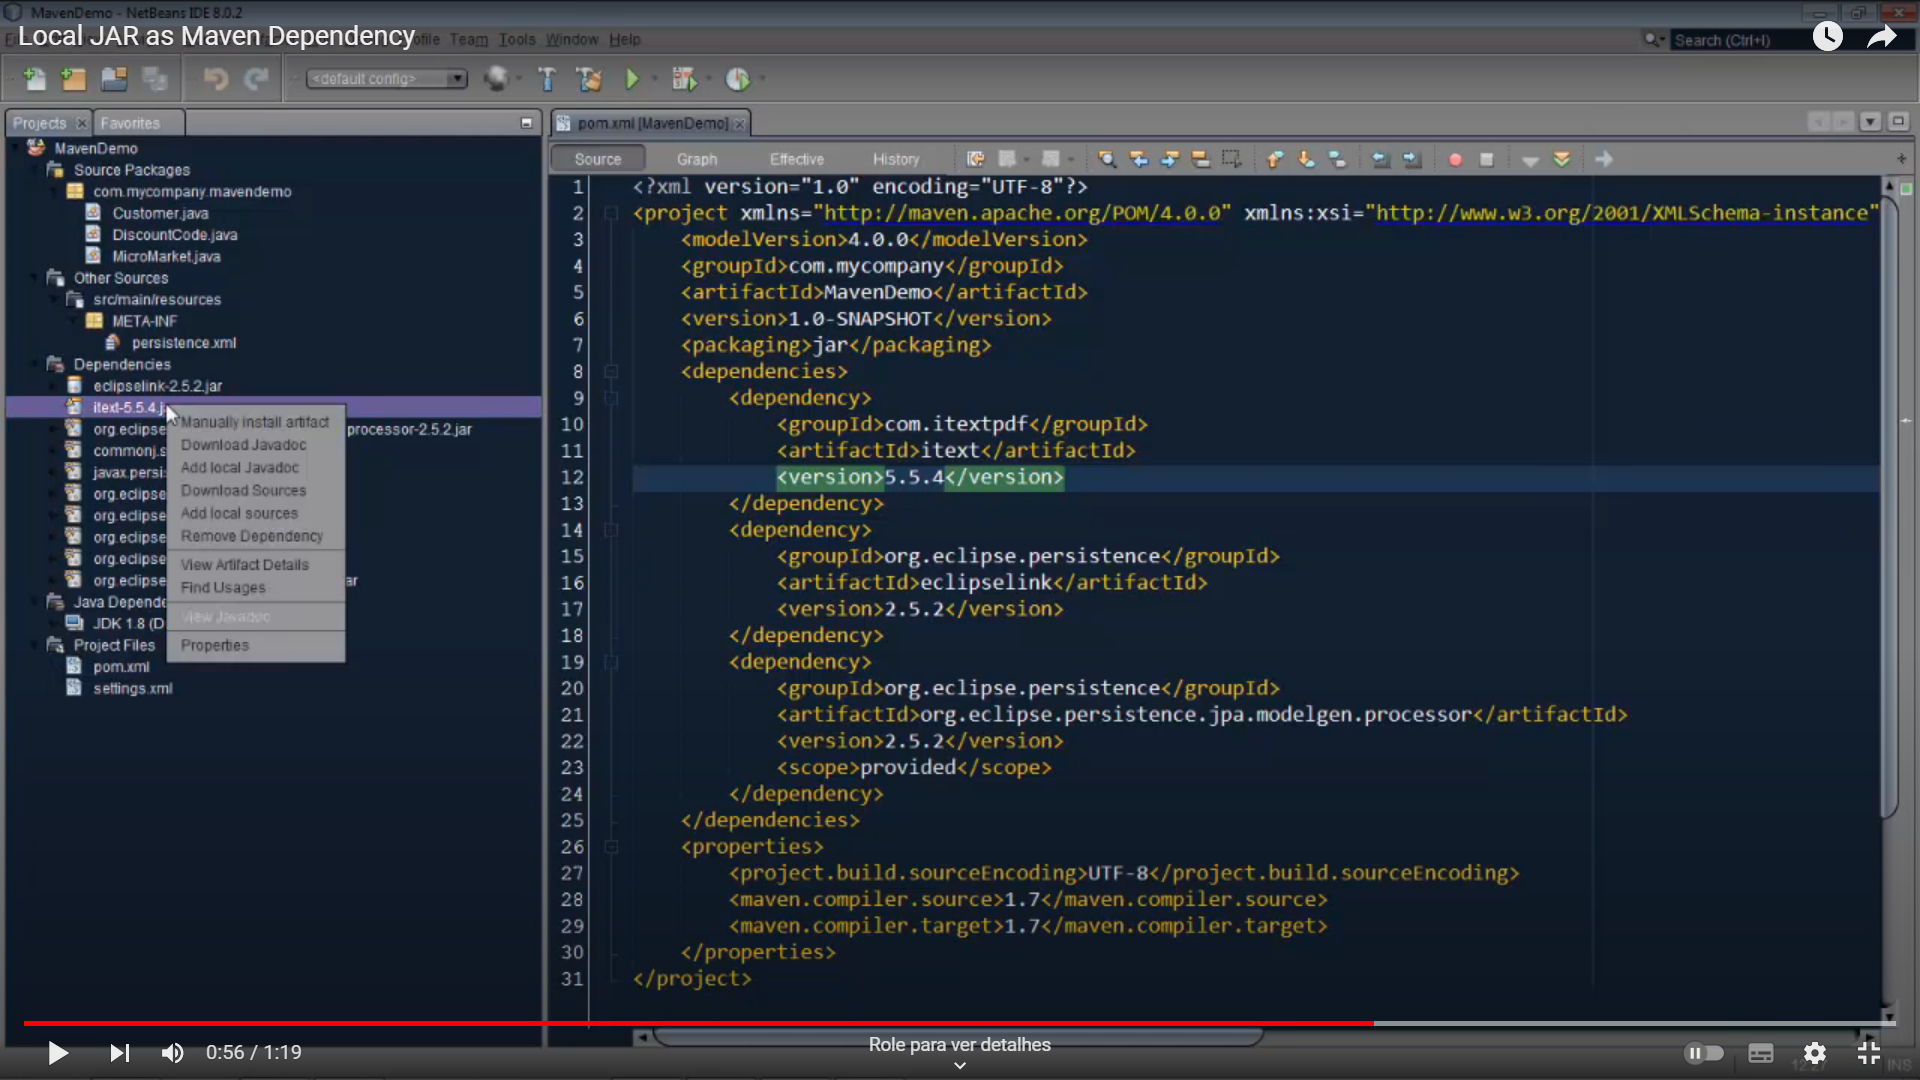 MavenDemo - NetBeans IDE 8.0.2
Local JAR as Maven Dependency
Team Tools Window Help
Search (Ctrl+I)
<default config>
Projects
Favorites
pom.xml [MavenDemo]
Source
Graph
Effective
History
MavenDemo
Source Packages
com.mycompany.mavendemo
Customer.java
DiscountCode.java
MicroMarket.java
Other Sources
src/main/resources
META-INF
persistence.xml
Dependencies
eclipselink-2.5.2.jar
itext-5.5.4.j
org.eclipse processor-2.5.2.jar
commonj.s
javax.persi
org.eclipse
org.eclipse
org.eclipse
org.eclipse
org.eclipse ar
Java Depende
JDK 1.8 (D
Project Files
pom.xml
settings.xml
Manually install artifact
Download Javadoc
Add local Javadoc
Download Sources
Add local sources
Remove Dependency
View Artifact Details
Find Usages
View Javadoc
Properties
1 <?xml version="1.0" encoding="UTF-8"?>
2 <project xmlns="http://maven.apache.org/POM/4.0.0" xmlns:xsi="http://www.w3.org/2001/XMLSchema-instance"
3 <modelVersion>4.0.0</modelVersion>
4 <groupId>com.mycompany</groupId>
5 <artifactId>MavenDemo</artifactId>
6 <version>1.0-SNAPSHOT</version>
7 <packaging>jar</packaging>
8 <dependencies>
9 <dependency>
10 <groupId>com.itextpdf</groupId>
11 <artifactId>itext</artifactId>
12 <version>5.5.4</version>
13 </dependency>
14 <dependency>
15 <groupId>org.eclipse.persistence</groupId>
16 <artifactId>eclipselink</artifactId>
17 <version>2.5.2</version>
18 </dependency>
19 <dependency>
20 <groupId>org.eclipse.persistence</groupId>
21 <artifactId>org.eclipse.persistence.jpa.modelgen.processor</artifactId>
22 <version>2.5.2</version>
23 <scope>provided</scope>
24 </dependency>
25 </dependencies>
26 <properties>
27 <project.build.sourceEncoding>UTF-8</project.build.sourceEncoding>
28 <maven.compiler.source>1.7</maven.compiler.source>
29 <maven.compiler.target>1.7</maven.compiler.target>
30 </properties>
31 </project>
0:56 / 1:19
Role para ver detalhes
INS